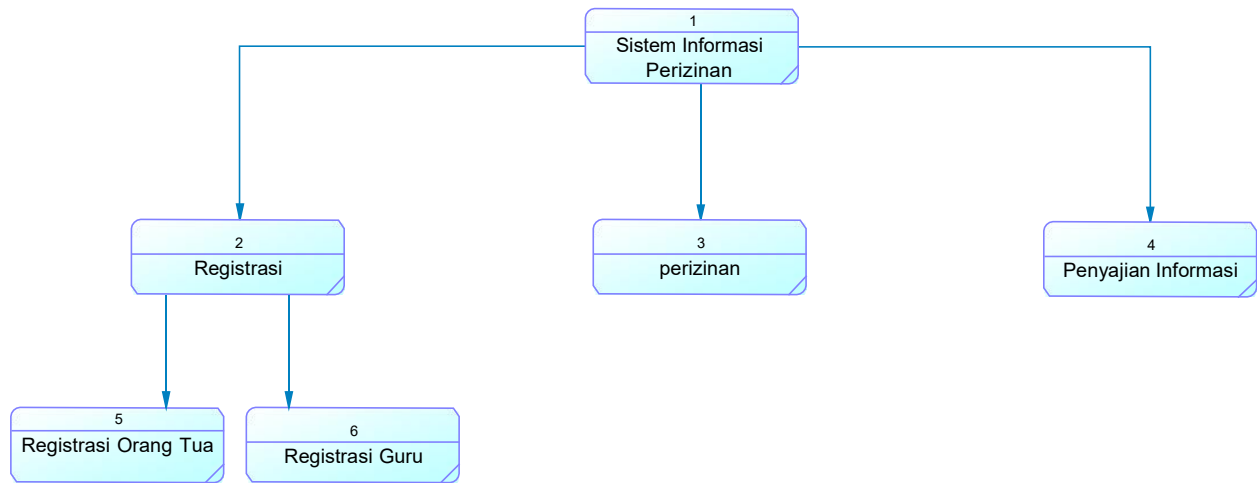 1
Sistem Informasi
Perizinan
2
Registrasi
3
perizinan
4
Penyajian Informasi
5
Registrasi Orang Tua
6
Registrasi Guru